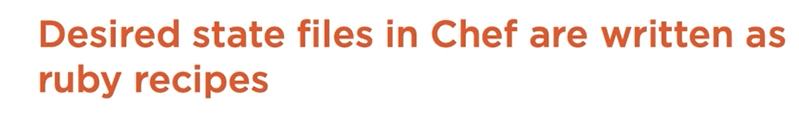 Desired state files in Chef are written as
ruby recipes